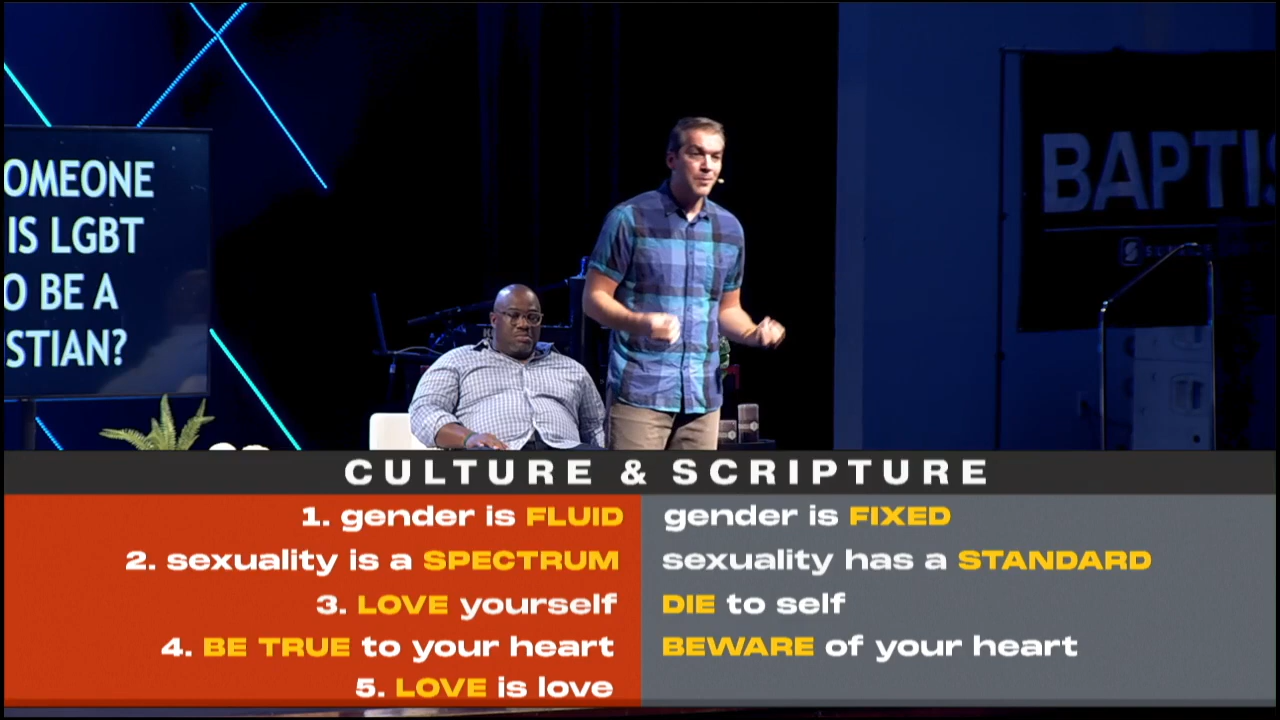 OMEONE
IS LGBT
O BE A
STIAN?
BAPTIS
CULTURE & SCRIPTURE
1. gender is FLUID
gender is FIXED
2. sexuality is a SPECTRUM
sexuality has a STANDARD
3. LOVE yourself
DIE to self
4. BE TRUE to your heart
BEWARE of your heart
5. LOVE is love